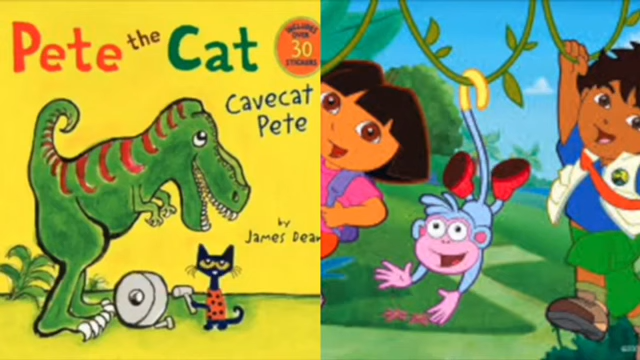 Pete the Cat
INCLUDES
OVER
30
STICKERS
Cavecat
Pete
by
James Dean